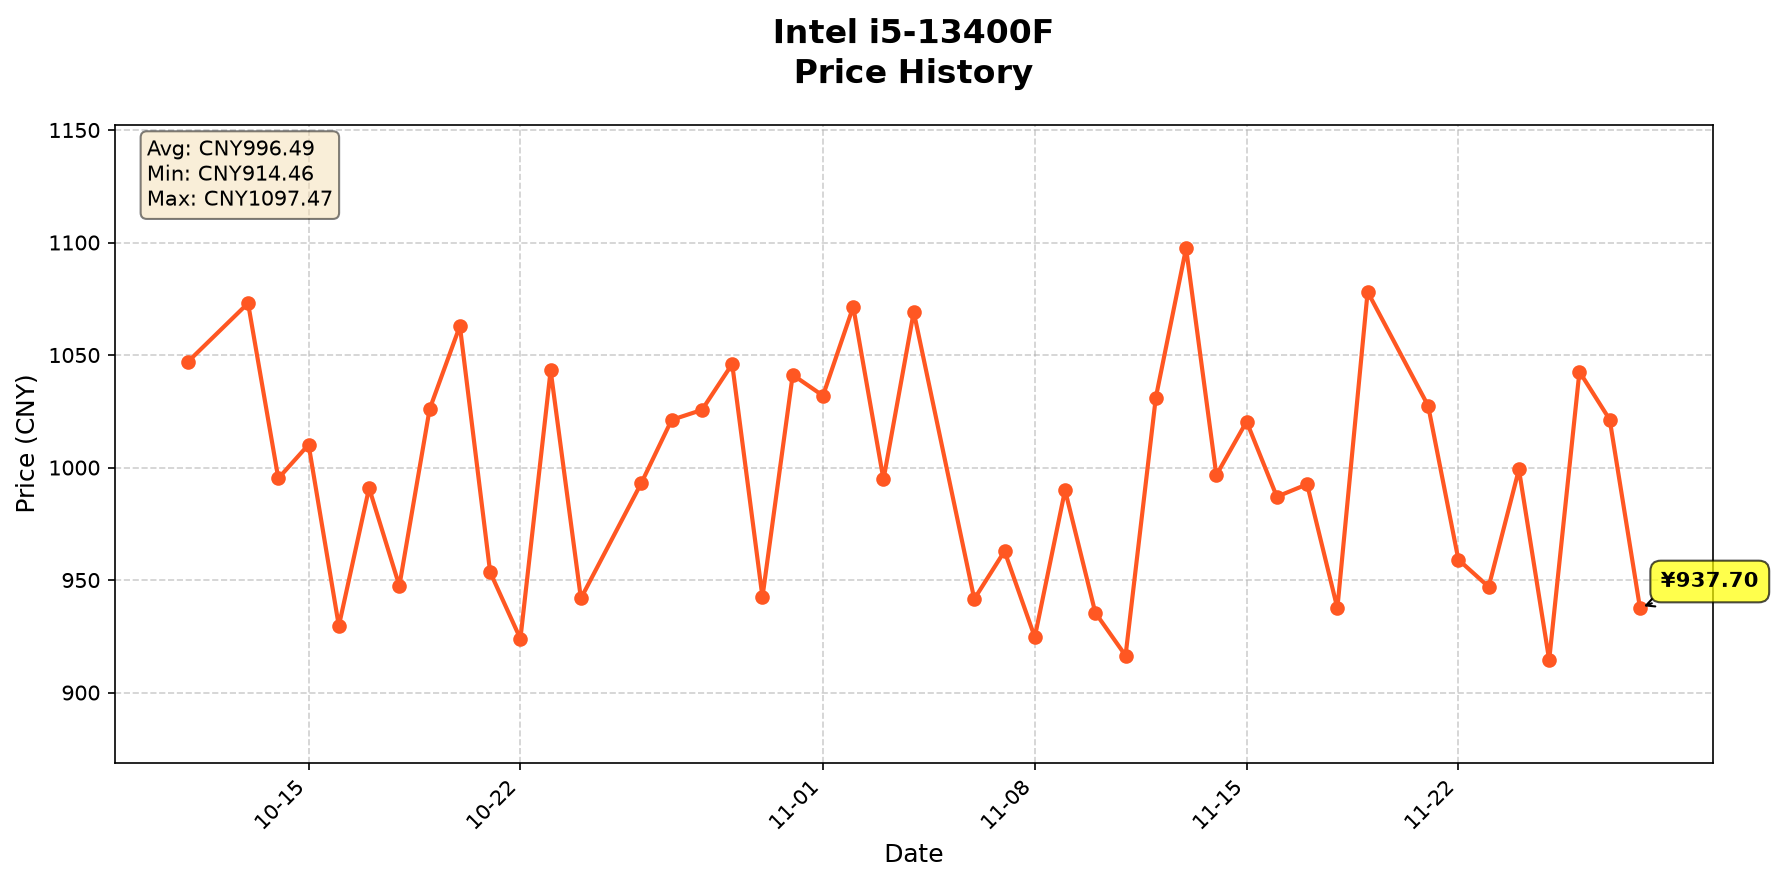 Intel i5-13400F
Price History
Avg: CNY996.49
Min: CNY914.46
Max: CNY1097.47
1150
1100
1050
1000
950
900
Price (CNY)
¥937.70
10-15
10-22
11-01
11-08
11-15
11-22
Date